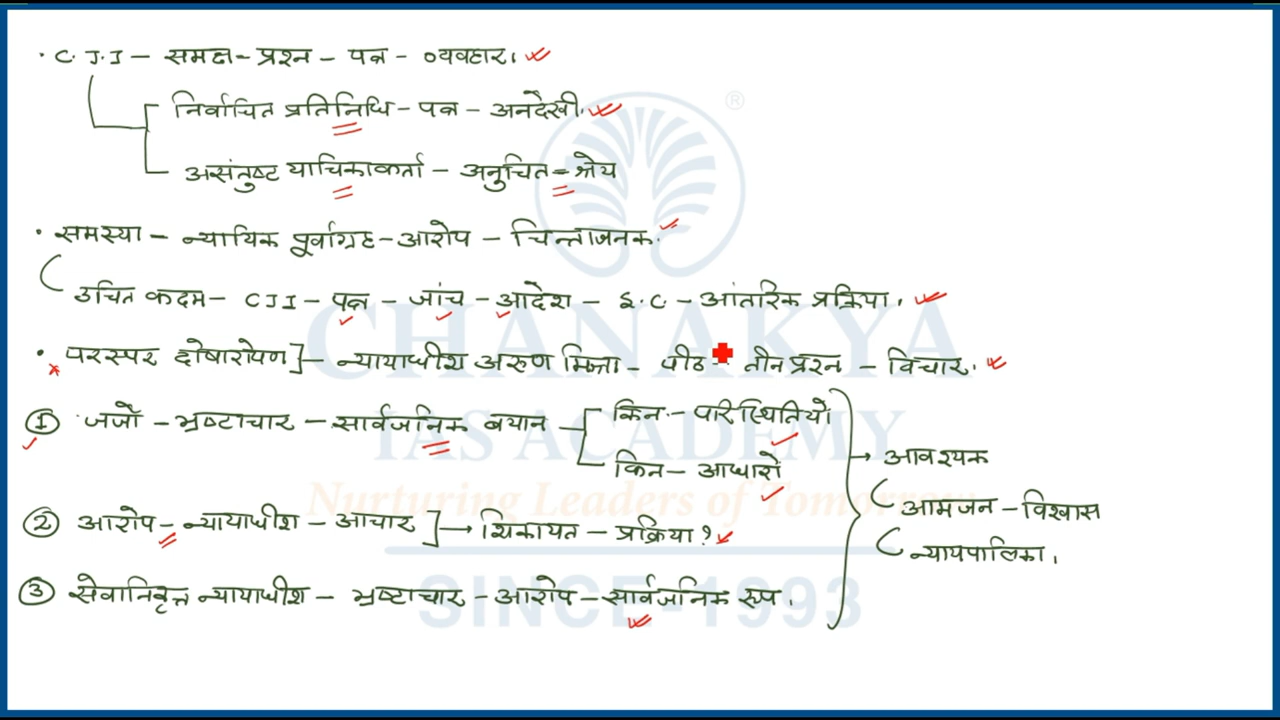 · C.J.I – समक्ष – प्रश्न – पत्र – व्यवहार।
निर्वाचित प्रतिनिधि – पत्र – अनदेखी।
असंतुष्ट याचिकाकर्ता – अनुचित – श्रेय
· समस्या – न्यायिक पूर्वाग्रह – आरोप – चिन्ताजनक।
उचित कदम – CJI – पत्र – जांच – आदेश – S.C. – आंतरिक प्रक्रिया।
· परस्पर दोषारोपण] – न्यायाधीश अरुण मिश्रा – पीठ – तीन प्रश्न – विचार।
① जजों – भ्रष्टाचार – सार्वजनिक बयान – किन – परिस्थितियों
किन – आधारों
→ आवश्यक
आमजन – विश्वास
न्यायपालिका।
② आरोप – न्यायाधीश – आचार] → शिकायत – प्रक्रिया?
③ सेवानिवृत्त न्यायाधीश – भ्रष्टाचार – आरोप – सार्वजनिक रूप।
CHANAKYA
IAS ACADEMY
Nurturing Leaders of Tomorrow
SINCE-1993
®